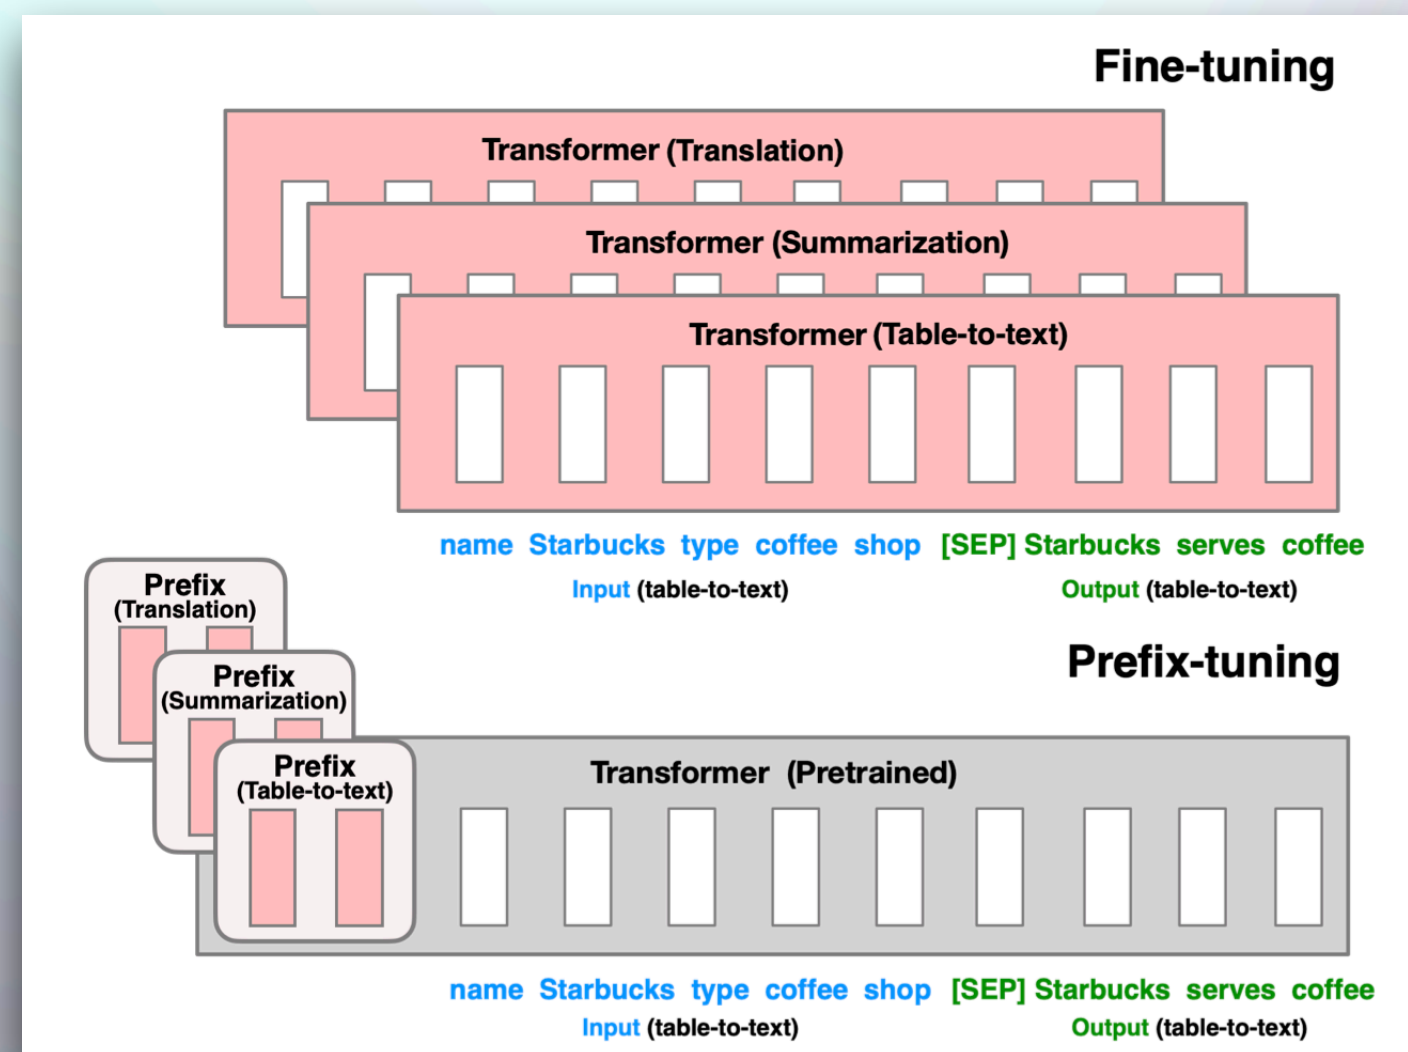 Fine-tuning
Transformer (Translation)
Transformer (Summarization)
Transformer (Table-to-text)
name Starbucks type coffee shop [SEP] Starbucks serves coffee
Input (table-to-text) Output (table-to-text)
Prefix
(Translation)
Prefix-tuning
Prefix
(Summarization)
Prefix
(Table-to-text)
Transformer (Pretrained)
name Starbucks type coffee shop [SEP] Starbucks serves coffee
Input (table-to-text) Output (table-to-text)